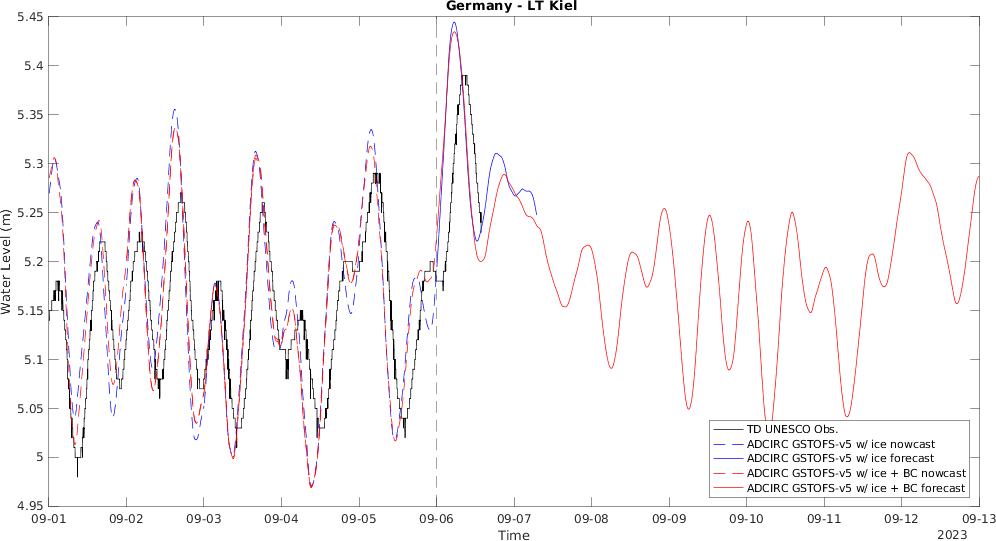 Germany - LT Kiel
5.45
5.4
5.35
5.3
5.25
5.2
5.15
5.1
5.05
5
4.95
Water Level (m)
TD UNESCO Obs.
ADCIRC GSTOFS-v5 w/ ice nowcast
ADCIRC GSTOFS-v5 w/ ice forecast
ADCIRC GSTOFS-v5 w/ ice + BC nowcast
ADCIRC GSTOFS-v5 w/ ice + BC forecast
09-01 09-02 09-03 09-04 09-05 09-06 09-07 09-08 09-09 09-10 09-11 09-12 09-13
Time
2023